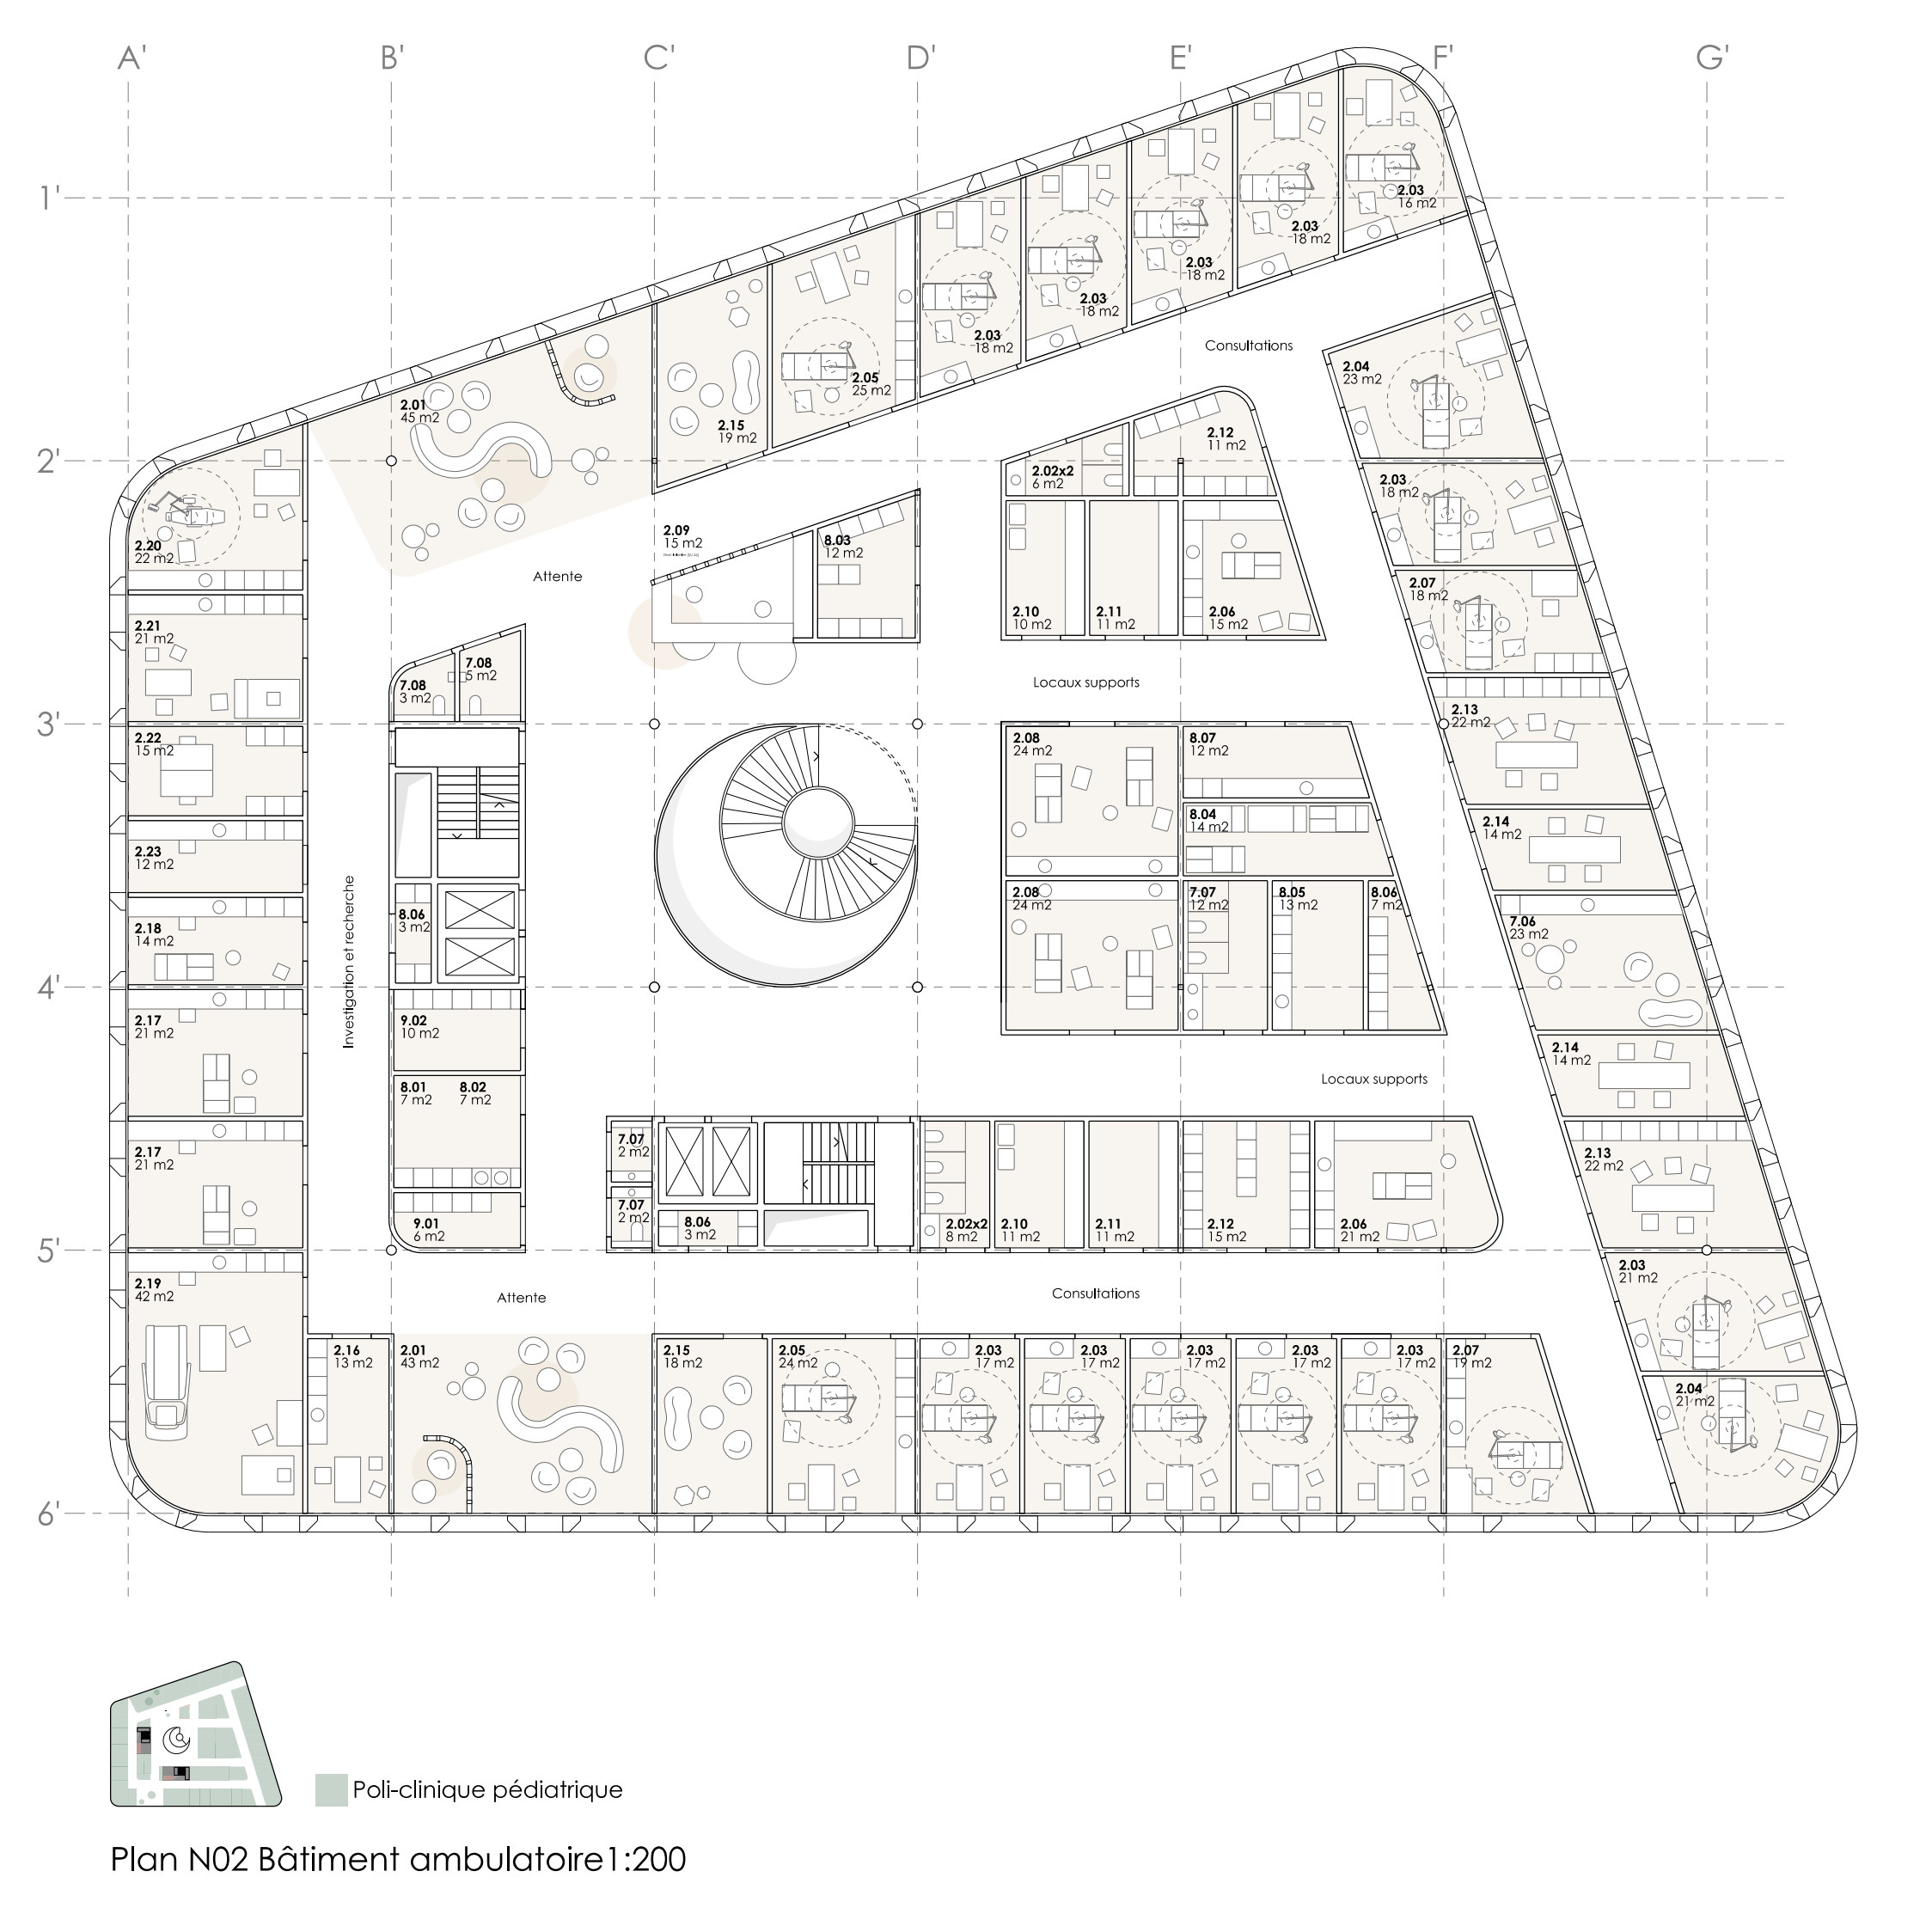 A'
B'
C'
D'
E'
F'
G'
1'
2'
3'
4'
5'
6'
2.03
16 m2
2.03
18 m2
2.03
18 m2
2.03
18 m2
2.03
18 m2
2.05
25 m2
2.15
19 m2
2.01
45 m2
Consultations
2.04
23 m2
2.03
18 m2
2.07
18 m2
2.13
22 m2
2.14
14 m2
7.06
23 m2
2.14
14 m2
2.13
22 m2
2.03
21 m2
2.04
21 m2
2.12
11 m2
2.02x2
6 m2
2.10
10 m2
2.11
11 m2
2.06
15 m2
2.09
15 m2
8.03
12 m2
Attente
2.20
22 m2
2.21
21 m2
2.22
15 m2
2.23
12 m2
2.18
14 m2
2.17
21 m2
2.17
21 m2
2.19
42 m2
7.08
3 m2
7.08
5 m2
Locaux supports
2.08
24 m2
8.07
12 m2
8.04
14 m2
2.08
24 m2
7.07
12 m2
8.05
13 m2
8.06
7 m2
Investigation et recherche
8.06
3 m2
9.02
10 m2
8.01
7 m2
8.02
7 m2
9.01
6 m2
Locaux supports
7.07
2 m2
7.07
2 m2
8.06
3 m2
2.02x2
8 m2
2.10
11 m2
2.11
11 m2
2.12
15 m2
2.06
21 m2
Attente
Consultations
2.16
13 m2
2.01
43 m2
2.15
18 m2
2.05
24 m2
2.03
17 m2
2.03
17 m2
2.03
17 m2
2.03
17 m2
2.03
17 m2
2.07
19 m2
Poli-clinique pédiatrique
Plan N02 Bâtiment ambulatoire1:200